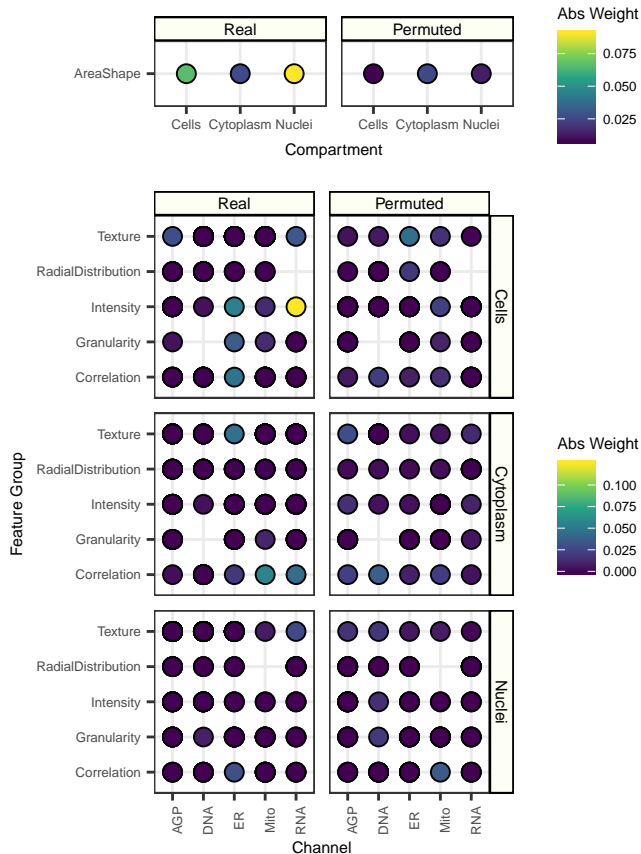 Real Permuted
AreaShape
Cells Cytoplasm Nuclei Cells Cytoplasm Nuclei
Compartment
Abs Weight
0.075
0.050
0.025
Real Permuted
Texture
RadialDistribution
Intensity
Granularity
Correlation
Cells
Texture
RadialDistribution
Intensity
Granularity
Correlation
Cytoplasm
Texture
RadialDistribution
Intensity
Granularity
Correlation
Nuclei
Feature Group
AGP DNA ER Mito RNA AGP DNA ER Mito RNA
Channel
Abs Weight
0.100
0.075
0.050
0.025
0.000